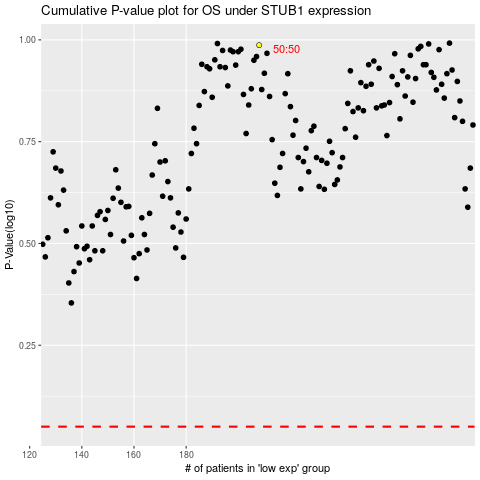 Cumulative P-value plot for OS under STUB1 expression
1.00
50:50
0.75
P-Value(log10)
0.50
0.25
120 140 160 180
# of patients in 'low exp' group